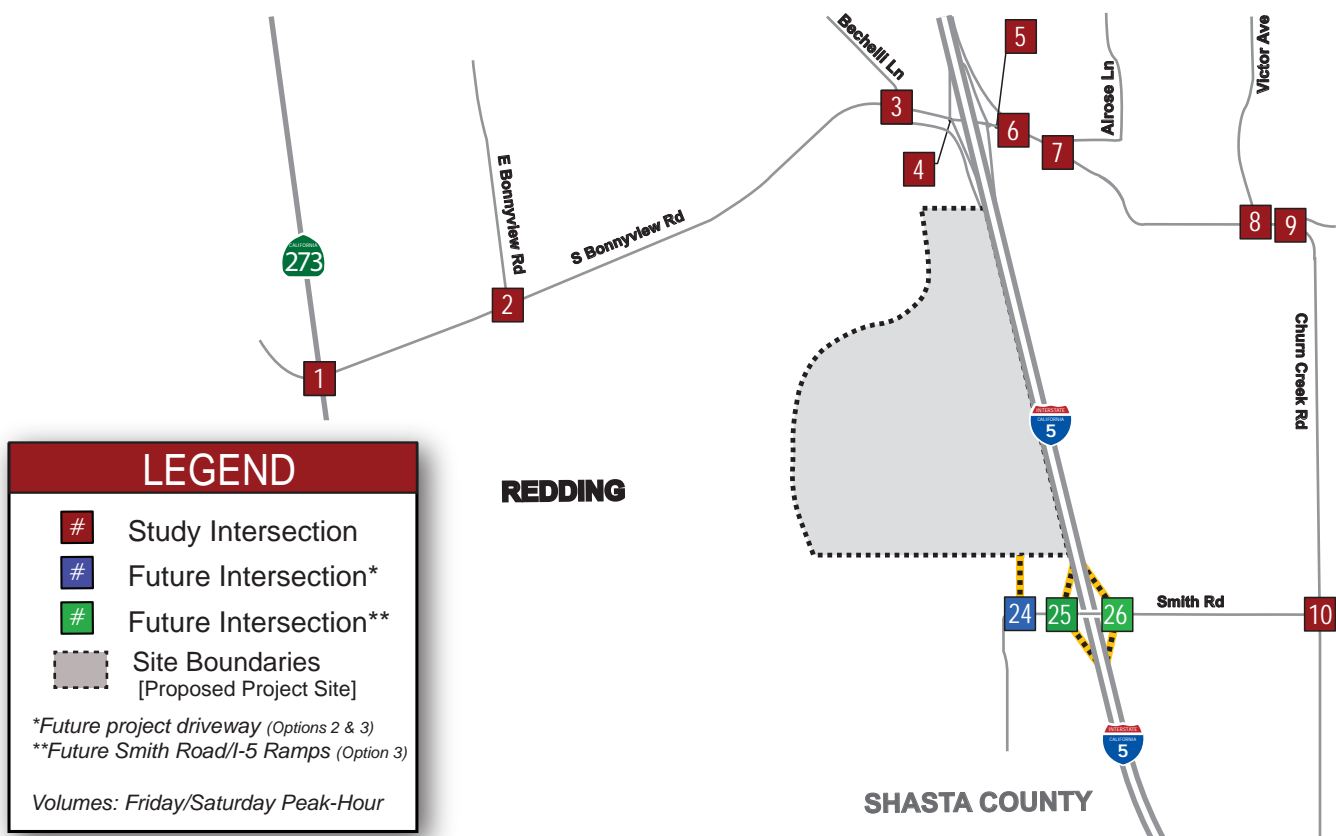 5
Bechelli Ln
Airose Ln
Victor Ave
3
6
7
4
E Bonnyview Rd
S Bonnyview Rd
8
9
CALIFORNIA
273
2
Churn Creek Rd
1
INTERSTATE
CALIFORNIA
5
LEGEND
# Study Intersection
# Future Intersection*
# Future Intersection**
Site Boundaries
[Proposed Project Site]
*Future project driveway (Options 2 & 3)
**Future Smith Road/I-5 Ramps (Option 3)
Volumes: Friday/Saturday Peak-Hour
REDDING
24
25
26
Smith Rd
10
INTERSTATE
CALIFORNIA
5
SHASTA COUNTY